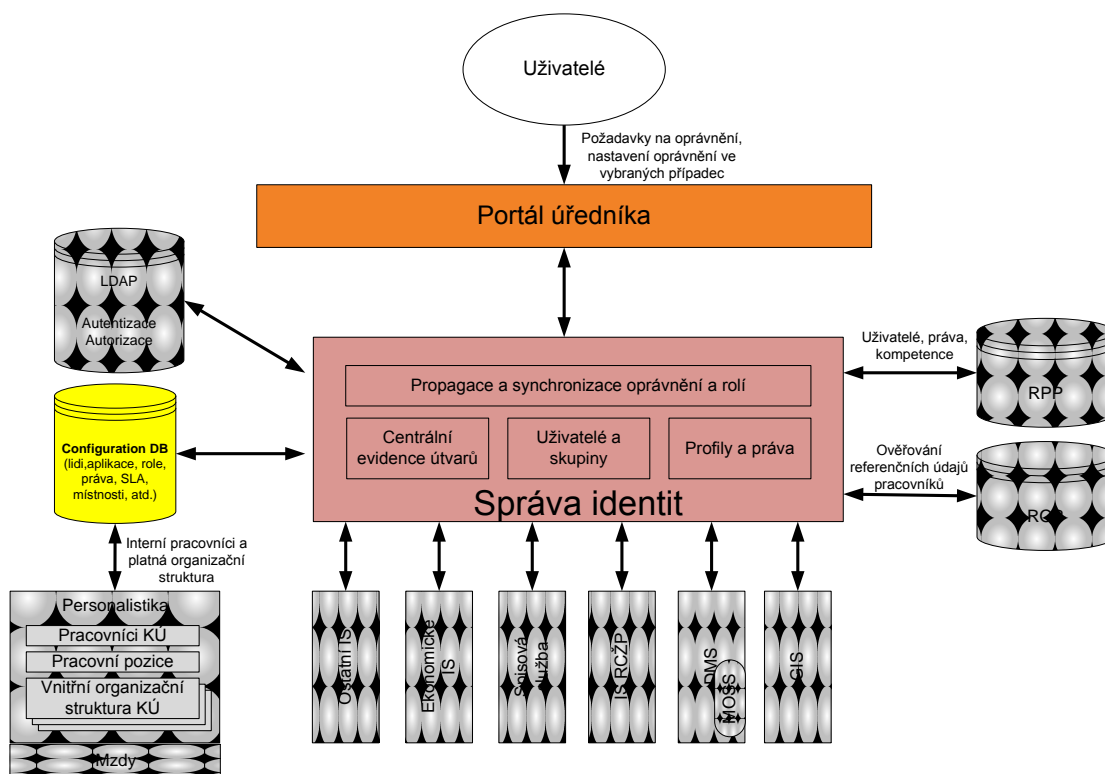 Uživatelé
Požadavky na oprávnění,
nastavení oprávnění ve
vybraných případec
Portál úředníka
LDAP
Autentizace
Autorizace
Configuration DB
(lidi,aplikace, role,
práva, SLA,
místnosti, atd.)
Propagace a synchronizace oprávnění a rolí
Centrální
evidence útvarů
Uživatelé a
skupiny
Profily a práva
Správa identit
Uživatelé, práva,
kompetence
RPP
Ověřování
referenčních údajů
pracovníků
ROB
Interní pracovníci a
platná organizační
struktura
Personalistika
Pracovníci KÚ
Pracovní pozice
Vnitřní organizační
struktura KÚ
Mzdy
Ostatní IS
Ekonomické
IS
Spisová
služba
IS RCŽP
DMS
MOSS
GIS